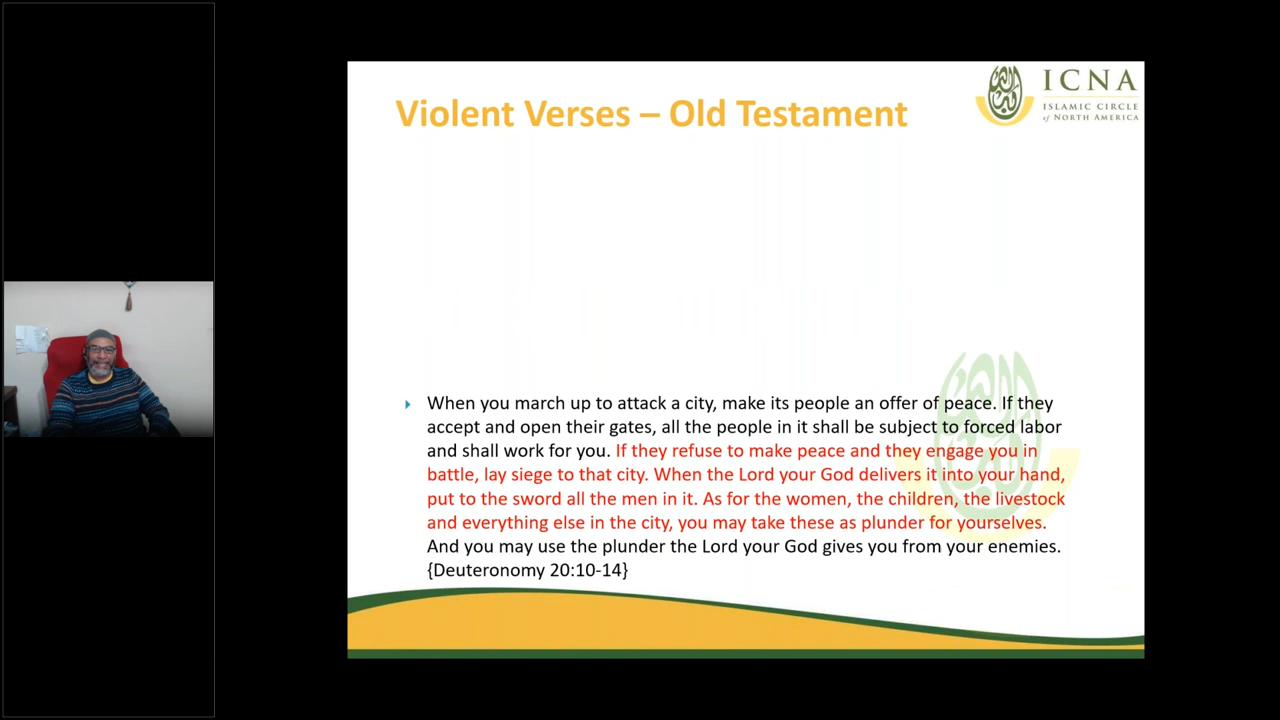 Violent Verses – Old Testament
ICNA
ISLAMIC CIRCLE
of NORTH AMERICA
When you march up to attack a city, make its people an offer of peace. If they
accept and open their gates, all the people in it shall be subject to forced labor
and shall work for you. If they refuse to make peace and they engage you in
battle, lay siege to that city. When the Lord your God delivers it into your hand,
put to the sword all the men in it. As for the women, the children, the livestock
and everything else in the city, you may take these as plunder for yourselves.
And you may use the plunder the Lord your God gives you from your enemies.
{Deuteronomy 20:10-14}